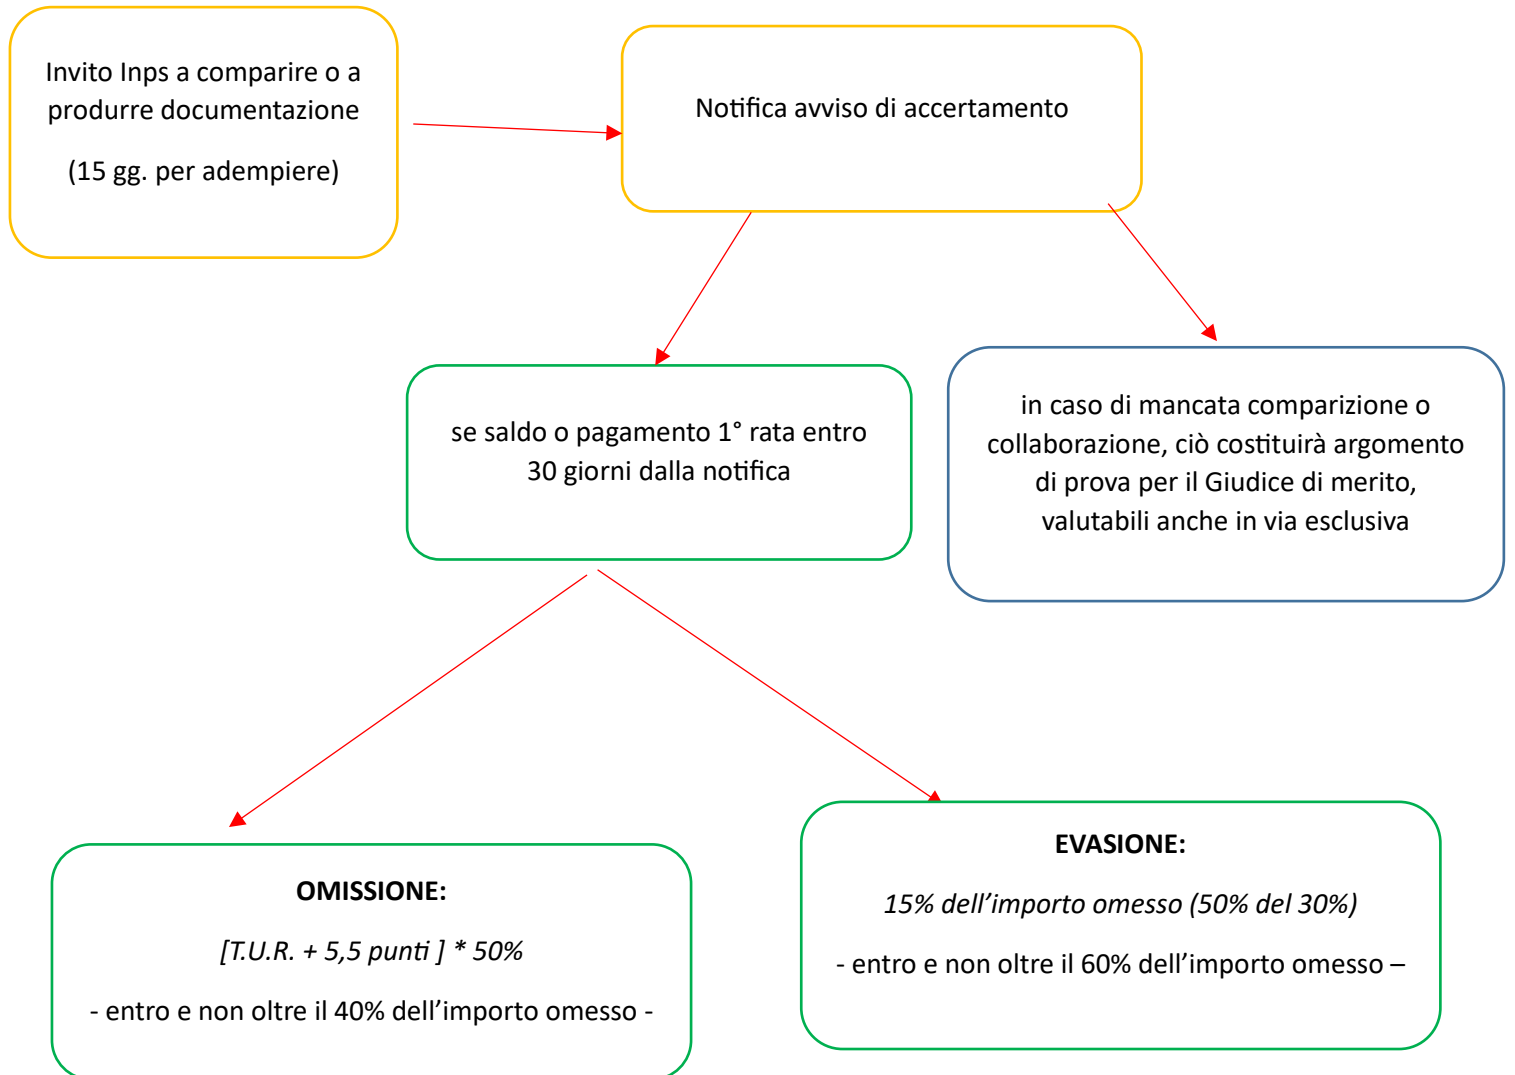 Invito Inps a comparire o a
produrre documentazione
(15 gg. per adempiere)
Notifica avviso di accertamento
se saldo o pagamento 1° rata entro
30 giorni dalla notifica
in caso di mancata comparizione o
collaborazione, ciò costituirà argomento
di prova per il Giudice di merito,
valutabili anche in via esclusiva
OMISSIONE:
[T.U.R. + 5,5 punti ] * 50%
- entro e non oltre il 40% dell’importo omesso -
EVASIONE:
15% dell’importo omesso (50% del 30%)
- entro e non oltre il 60% dell’importo omesso –